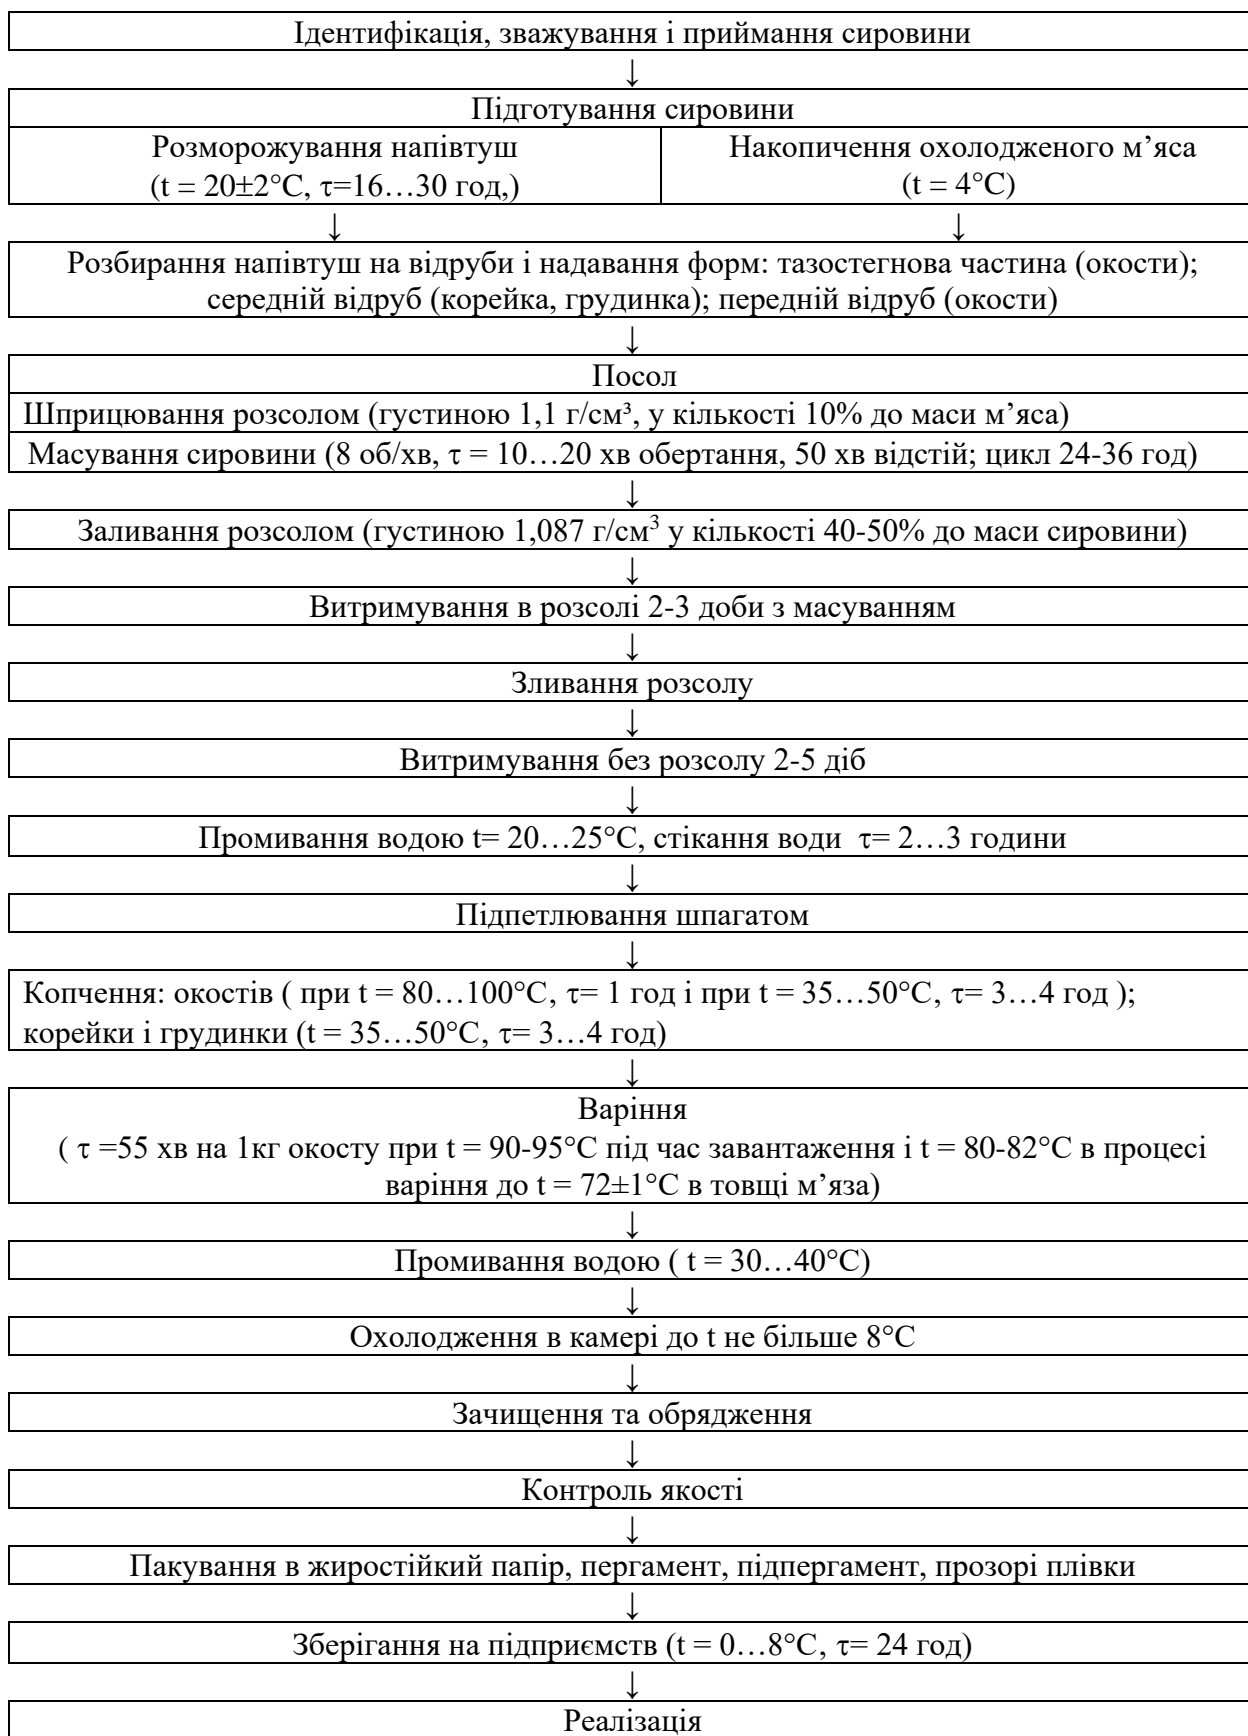 Ідентифікація, зважування і приймання сировини
↓
Підготування сировини
Розморожування напівтуш
(t = 20±2°С, τ=16…30 год,)
Накопичення охолодженого м’яса
(t = 4°С)
↓ ↓
Розбирання напівтуш на відруби і надавання форм: тазостегнова частина (окости);
середній відруб (корейка, грудинка); передній відруб (окости)
↓
Посол
Шприцювання розсолом (густиною 1,1 г/см³, у кількості 10% до маси м’яса)
Масування сировини (8 об/хв, τ = 10…20 хв обертання, 50 хв відстій; цикл 24-36 год)
↓
Заливання розсолом (густиною 1,087 г/см³ у кількості 40-50% до маси сировини)
↓
Витримування в розсолі 2-3 доби з масуванням
↓
Зливання розсолу
↓
Витримування без розсолу 2-5 діб
↓
Промивання водою t= 20…25°С, стікання води τ= 2…3 години
↓
Підпетлювання шпагатом
↓
Копчення: окостів ( при t = 80…100°С, τ= 1 год і при t = 35…50°С, τ= 3…4 год );
корейки і грудинки (t = 35…50°С, τ= 3…4 год)
↓
Варіння
( τ =55 хв на 1кг окосту при t = 90-95°С під час завантаження і t = 80-82°С в процесі
варіння до t = 72±1°С в товщі м’яза)
↓
Промивання водою ( t = 30…40°С)
↓
Охолодження в камері до t не більше 8°С
↓
Зачищення та обрядження
↓
Контроль якості
↓
Пакування в жиростійкий папір, пергамент, підпергамент, прозорі плівки
↓
Зберігання на підприємств (t = 0…8°С, τ= 24 год)
↓
Реалізація